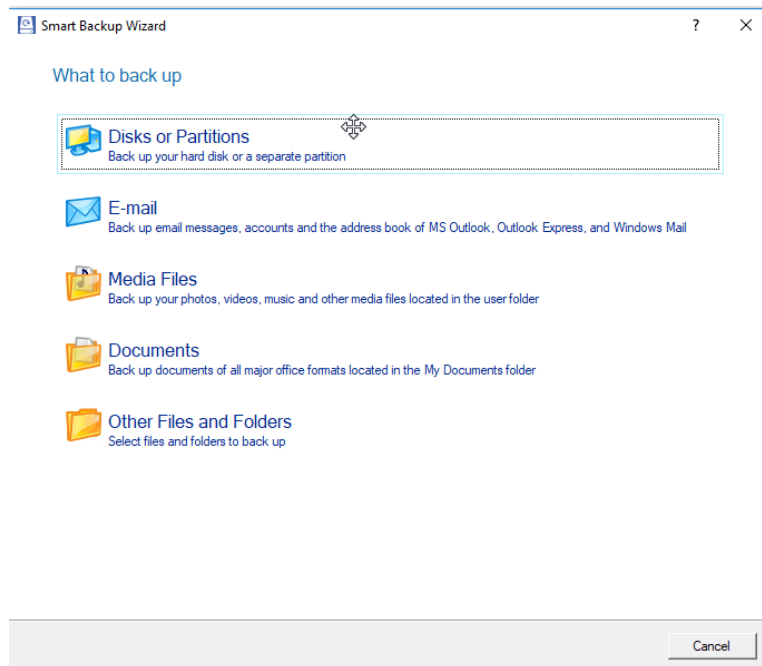 Smart Backup Wizard ?
What to back up
Disks or Partitions
Back up your hard disk or a separate partition
E-mail
Back up email messages, accounts and the address book of MS Outlook, Outlook Express, and Windows Mail
Media Files
Back up your photos, videos, music and other media files located in the user folder
Documents
Back up documents of all major office formats located in the My Documents folder
Other Files and Folders
Select files and folders to back up
Cancel